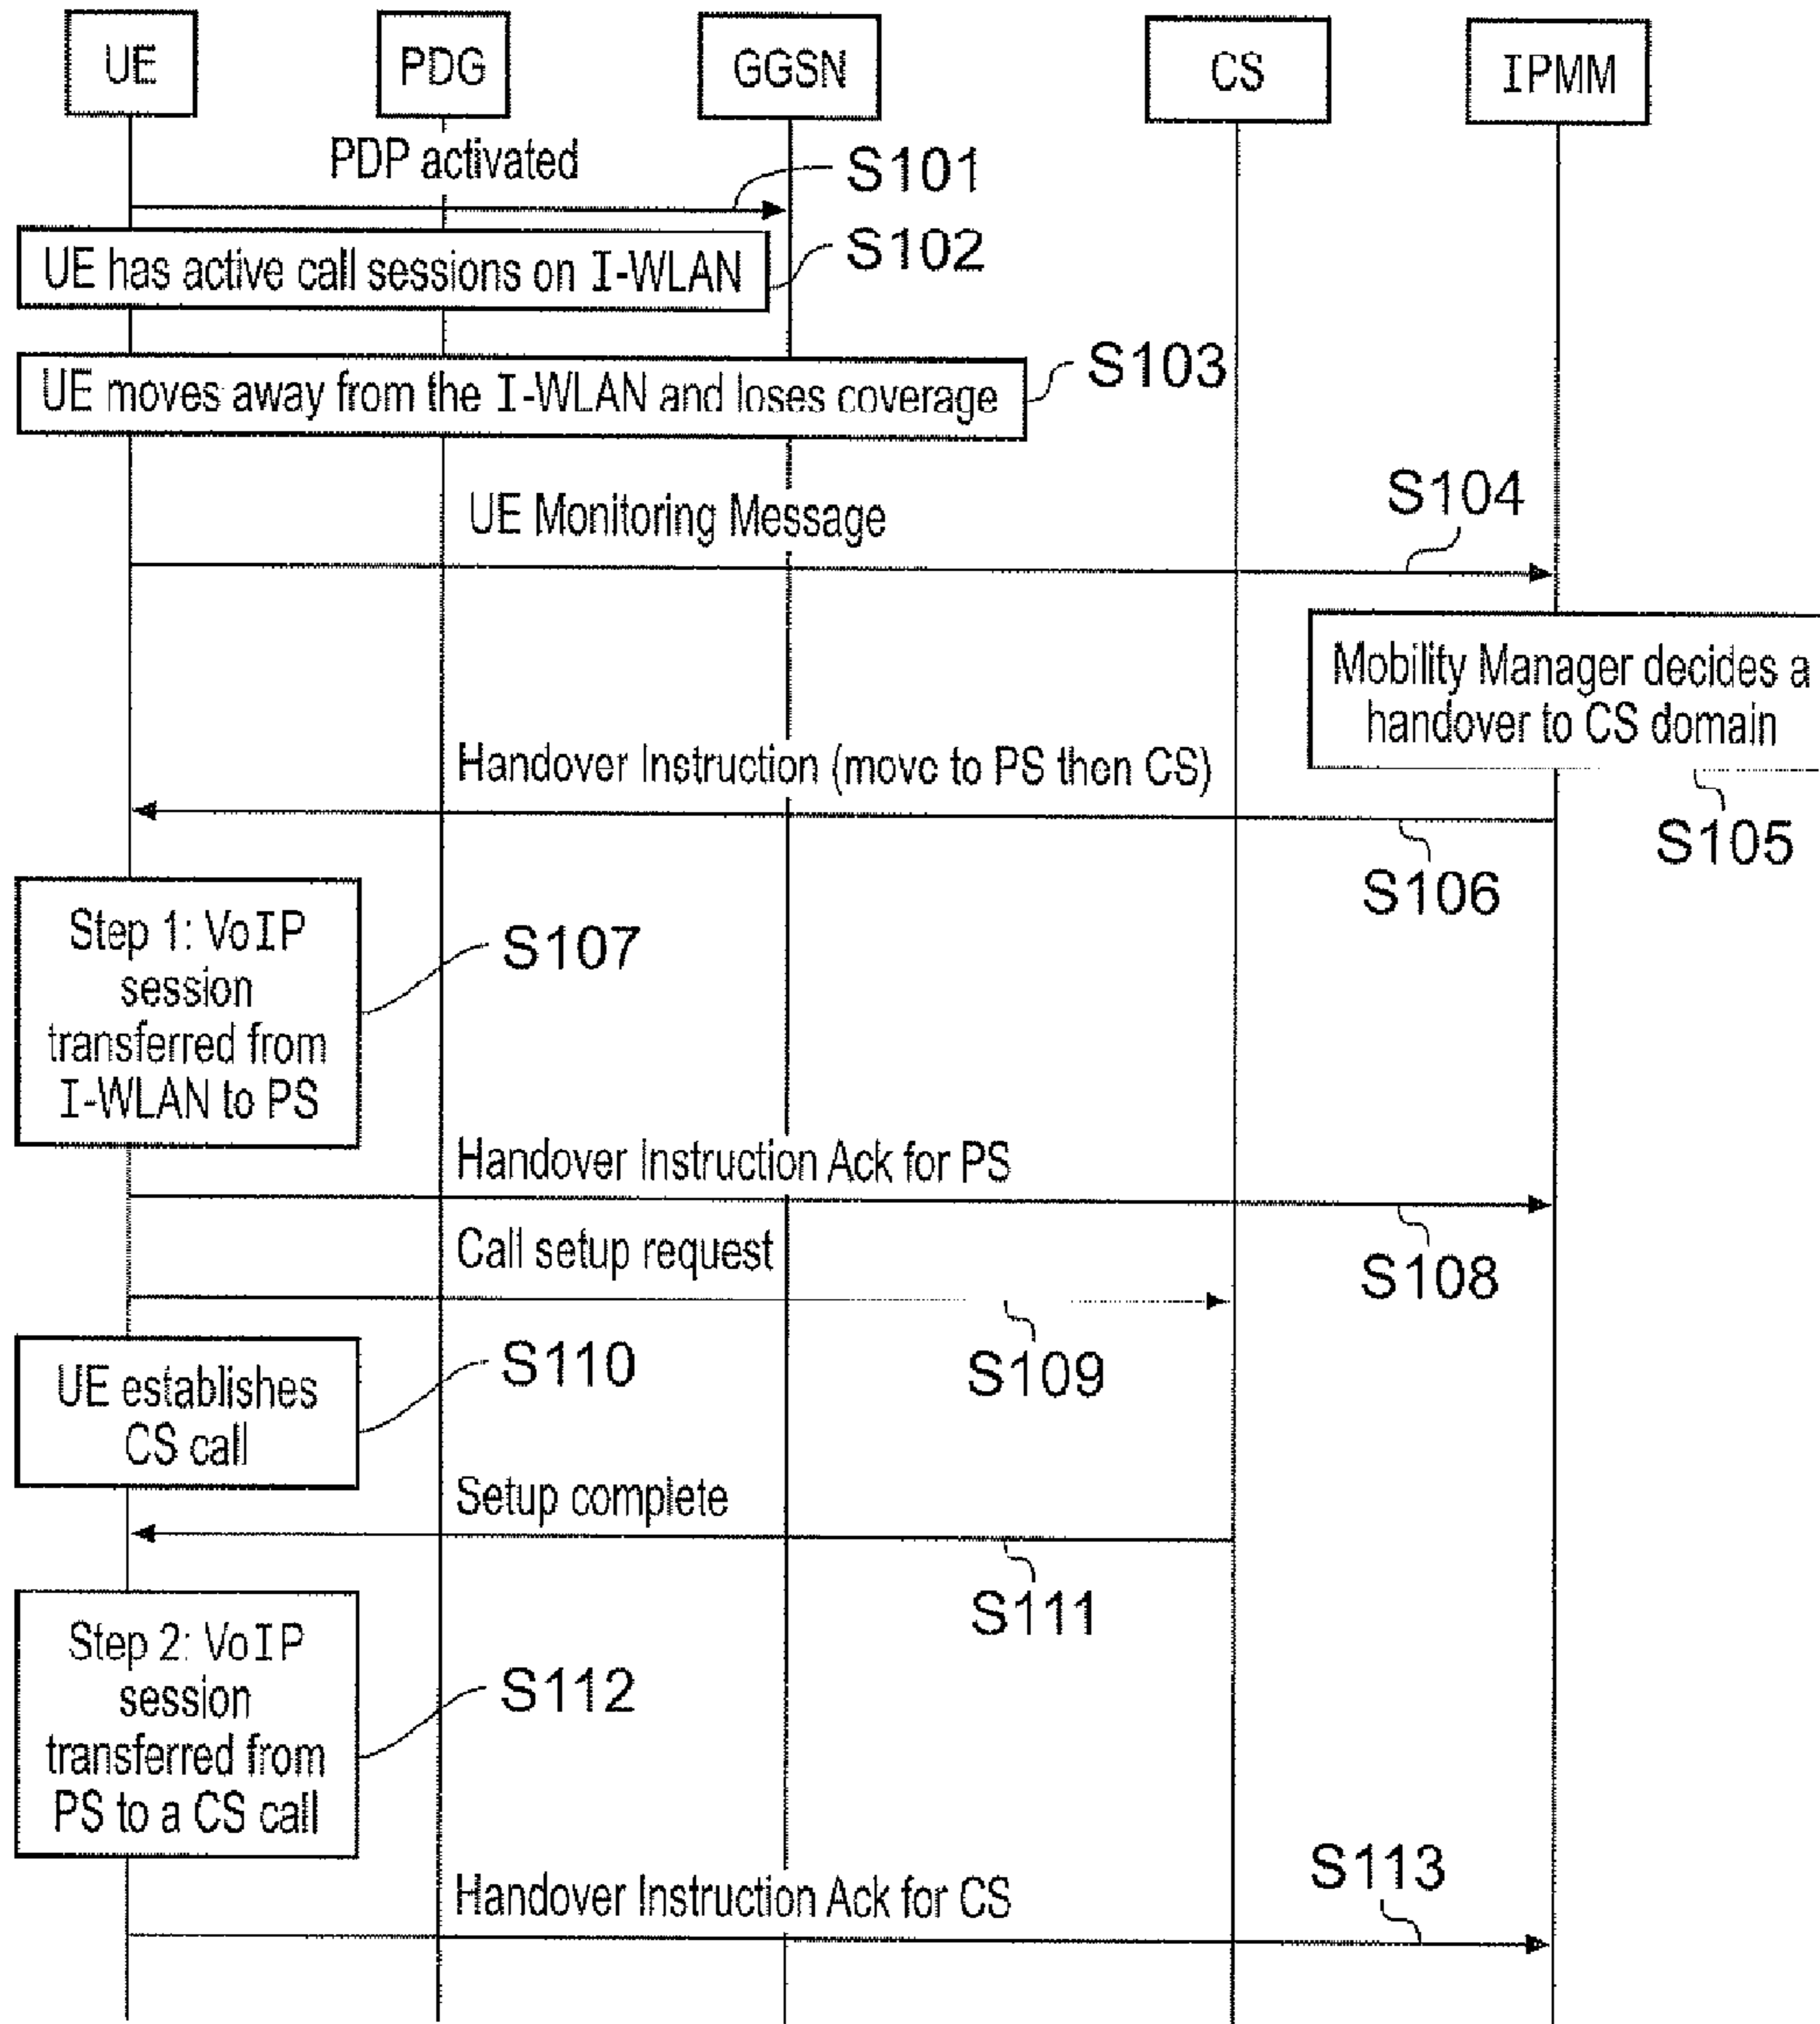 UE
PDG
GGSN
CS
IPMM
PDP activated
S101
UE has active call sessions on I-WLAN
S102
UE moves away from the I-WLAN and loses coverage
S103
UE Monitoring Message
S104
Mobility Manager decides a
handover to CS domain
S105
Handover Instruction (move to PS then CS)
S106
Step 1: VoIP
session
transferred from
I-WLAN to PS
S107
Handover Instruction Ack for PS
S108
Call setup request
S109
UE establishes
CS call
S110
Setup complete
S111
Step 2: VoIP
session
transferred from
PS to a CS call
S112
Handover Instruction Ack for CS
S113